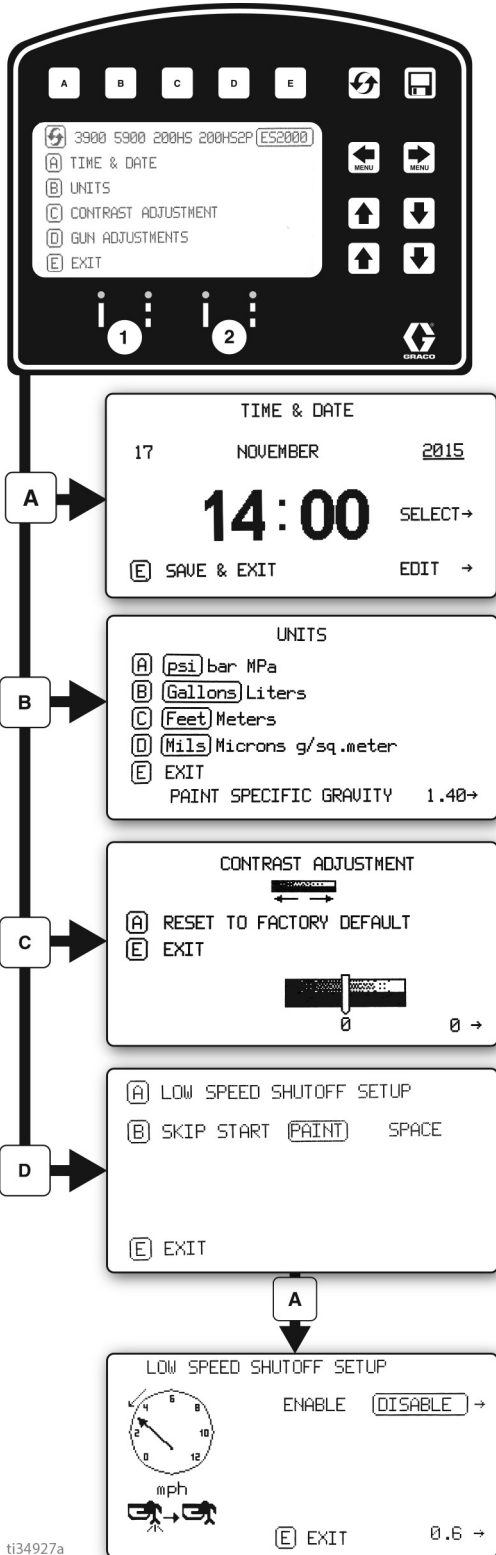 A B C D E
3900 5900 200HS 200HS2P ES2000
A TIME & DATE
B UNITS
C CONTRAST ADJUSTMENT
D GUN ADJUSTMENTS
E EXIT
MENU MENU
1 2
GRACO
A
TIME & DATE
17 NOVEMBER 2015
14:00
SELECT→
E SAVE & EXIT EDIT →
B
UNITS
A psi bar MPa
B Gallons Liters
C Feet Meters
D Mils Microns g/sq.meter
E EXIT
PAINT SPECIFIC GRAVITY 1.40→
C
CONTRAST ADJUSTMENT
A RESET TO FACTORY DEFAULT
E EXIT
0 0 →
D
A LOW SPEED SHUTOFF SETUP
B SKIP START PAINT SPACE
E EXIT
A
LOW SPEED SHUTOFF SETUP
ENABLE DISABLE →
0 2 4 6 8 10 12
mph
E EXIT 0.6 →
ti34927a